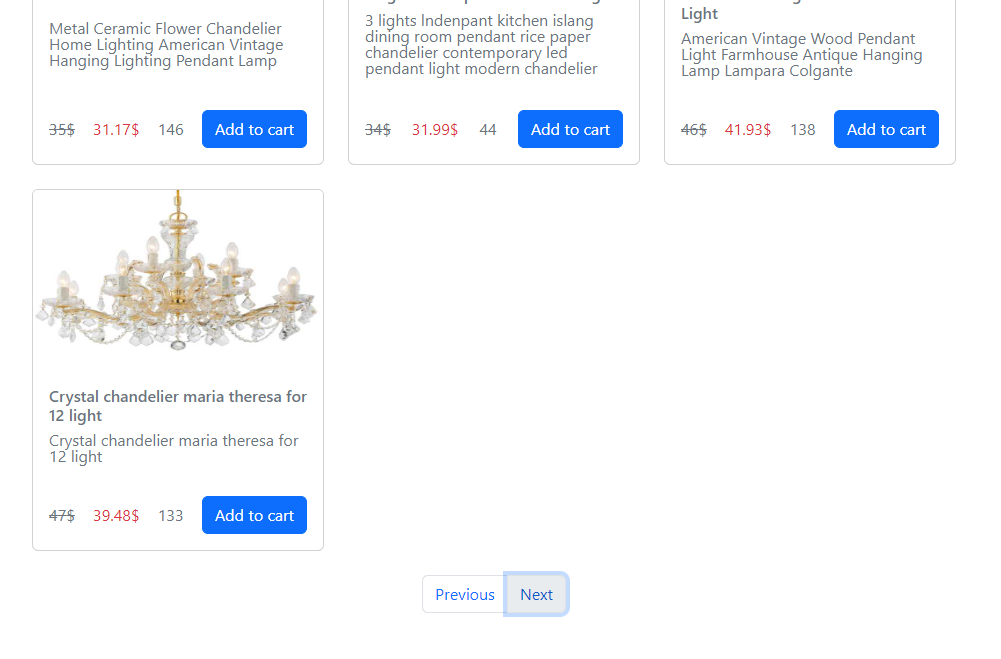 Metal Ceramic Flower Chandelier
Home Lighting American Vintage
Hanging Lighting Pendant Lamp
35$ 31.17$ 146 Add to cart
3 lights lndenpant kitchen islang
dining room pendant rice paper
chandelier contemporary led
pendant light modern chandelier
34$ 31.99$ 44 Add to cart
Light
American Vintage Wood Pendant
Light Farmhouse Antique Hanging
Lamp Lampara Colgante
46$ 41.93$ 138 Add to cart
Crystal chandelier maria theresa for
12 light
Crystal chandelier maria theresa for
12 light
47$ 39.48$ 133 Add to cart
Previous Next